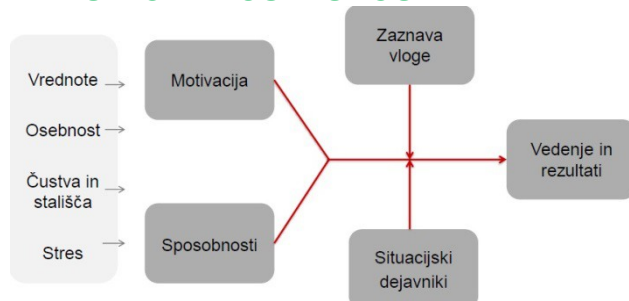 Vrednote
Osebnost
Čustva in
stališča
Stres
Motivacija
Sposobnosti
Zaznava
vloge
Situacijski
dejavniki
Vedenje in
rezultati